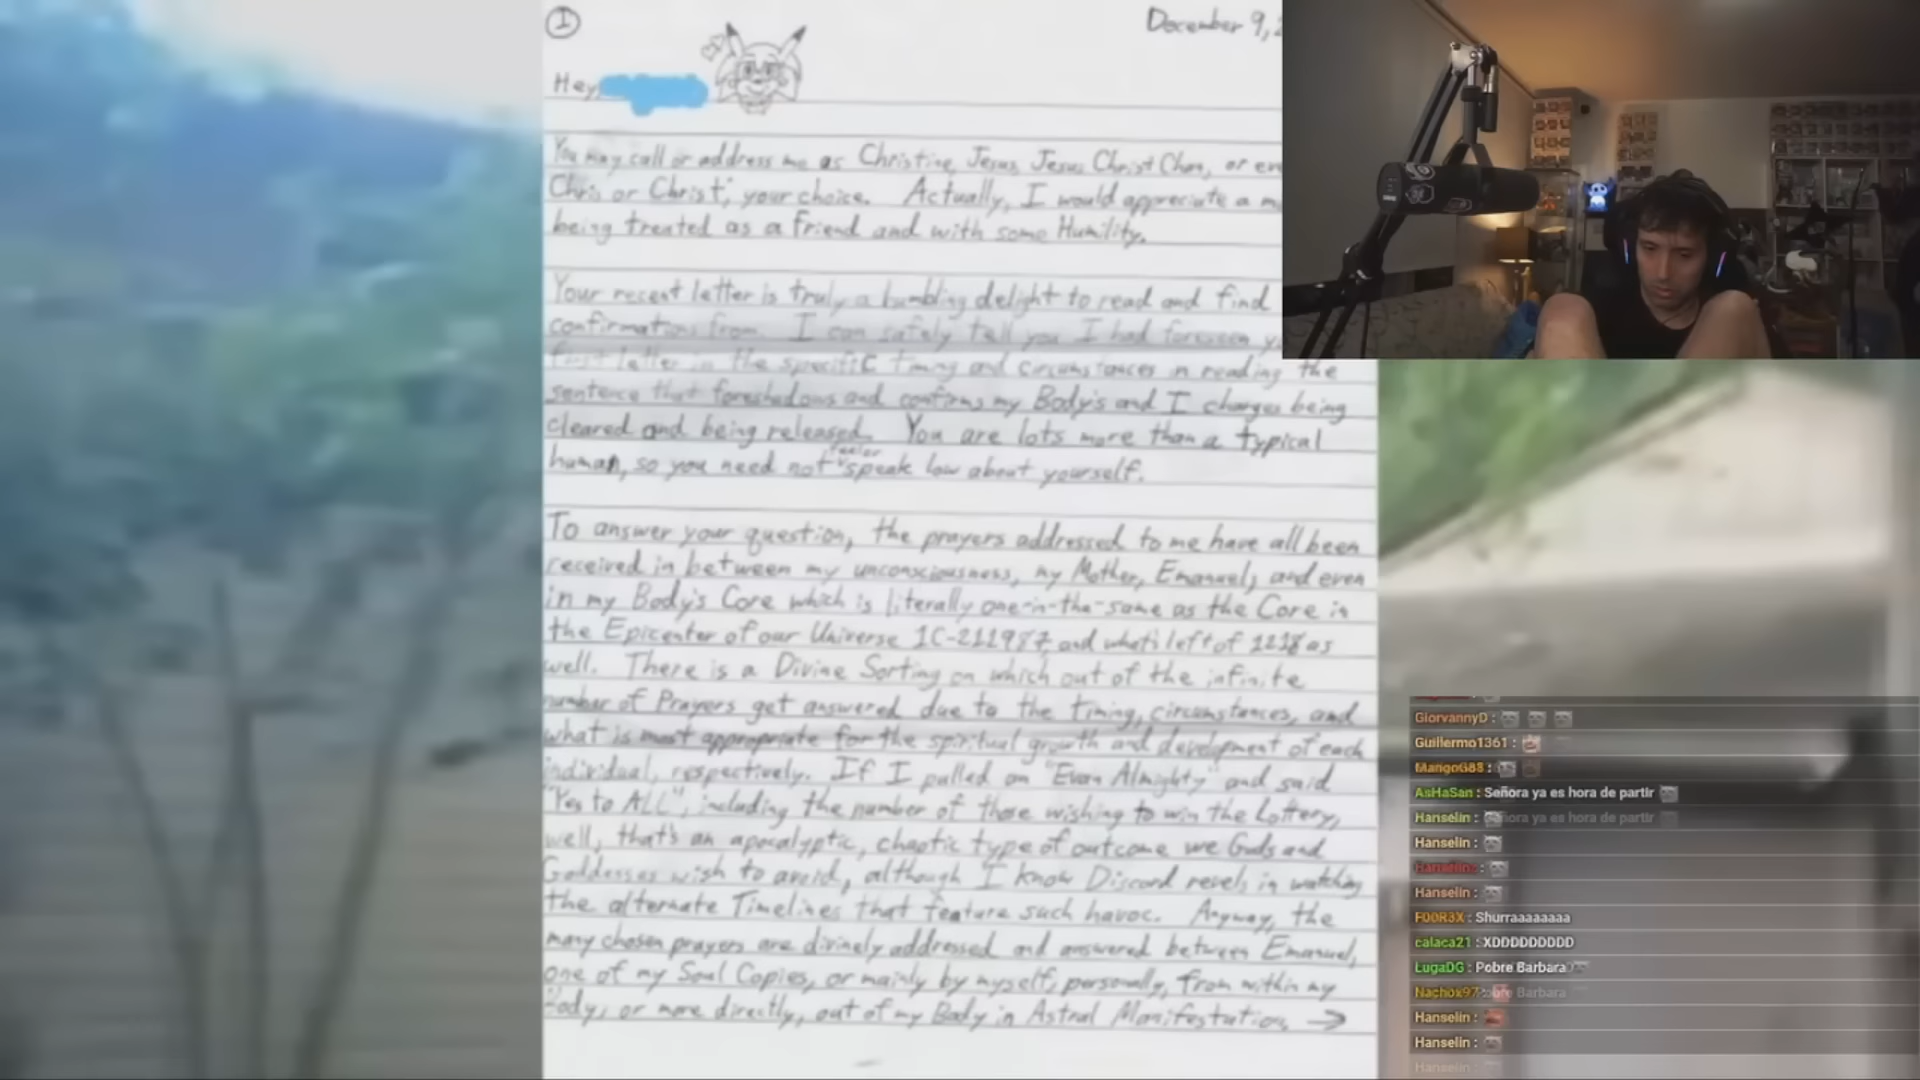 1
December 9,
Hey,
You may call or address me as Christine, Jesus, Jesus Christ Chan, or
Chris or Christ; your choice. Actually, I would appreciate a
being treated as a friend and with some Humility.
Your recent letter is truly a humbling delight to read and find
confirmations from. I can safely tell you I had foreseen
first letter in the specific timing and circumstances in reading the
sentence that foreshadows and confirms my Body's and I charges being
cleared and being released. You are lots more than a typical
human, so you need not speak low about yourself.
To answer your question, the prayers addressed to me have all been
received in between my unconsciousness, my Mother, Emanuel, and even
in my Body's Core which is literally one-in-the-same as the Core in
the Epicenter of our Universe 1C-211987 and what's left of 1218 as
well. There is a Divine Sorting on which out of the infinite
number of Prayers get answered due to the timing, circumstances, and
what is most appropriate for the spiritual growth and development of each
individual, respectively. If I pulled an "Evan Almighty" and said
"Yes to ALL", including the number of those wishing to win the Lottery,
well, that's an apocalyptic, chaotic type of outcome we Gods and
Goddesses wish to avoid, although I know Discord revels in watching
the alternate Timelines that feature such havoc. Anyway, the
many chosen prayers are divinely addressed and answered between Emanuel,
one of my Soul Copies, or mainly by myself, personally, from within my
Body, or more directly, out of my Body in Astral Manifestation. →
GiorvannyD :
Guillermo1361 :
MangoG88 :
AsHaSan : Señora ya es hora de partir
Hanselin :
Hanselin :
Hanselin :
Hanselin :
F00R3X : Shurraaaaaaaa
calaca21 : XDDDDDDDDD
LugaDG : Pobre Barbara
Nachox97 : Pobre Barbara
Hanselin :
Hanselin :
Hanselin :